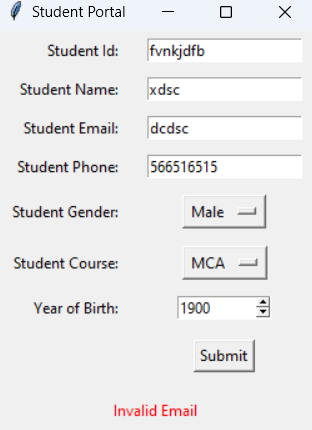 Student Portal
Student Id: fvnkjdfb
Student Name: xdsc
Student Email: dcdsc
Student Phone: 566516515
Student Gender: Male
Student Course: MCA
Year of Birth: 1900
Submit
Invalid Email